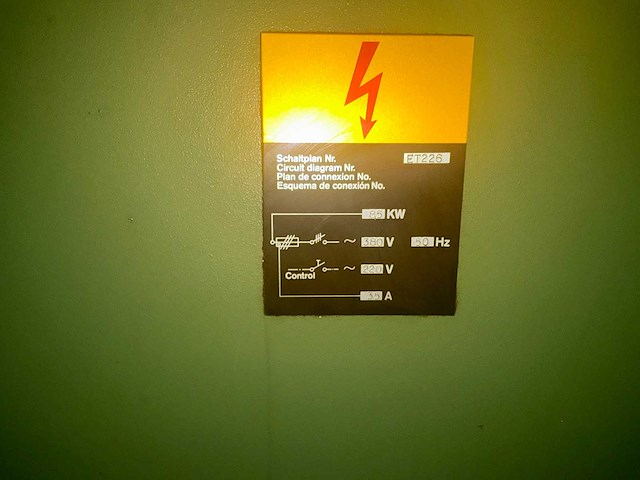 Schaltplan Nr. ET226
Circuit diagram Nr.
Plan de connexion No.
Esquema de conexión No.
KW
~ 380 V 50 Hz
~ 220 V
Control
35 A